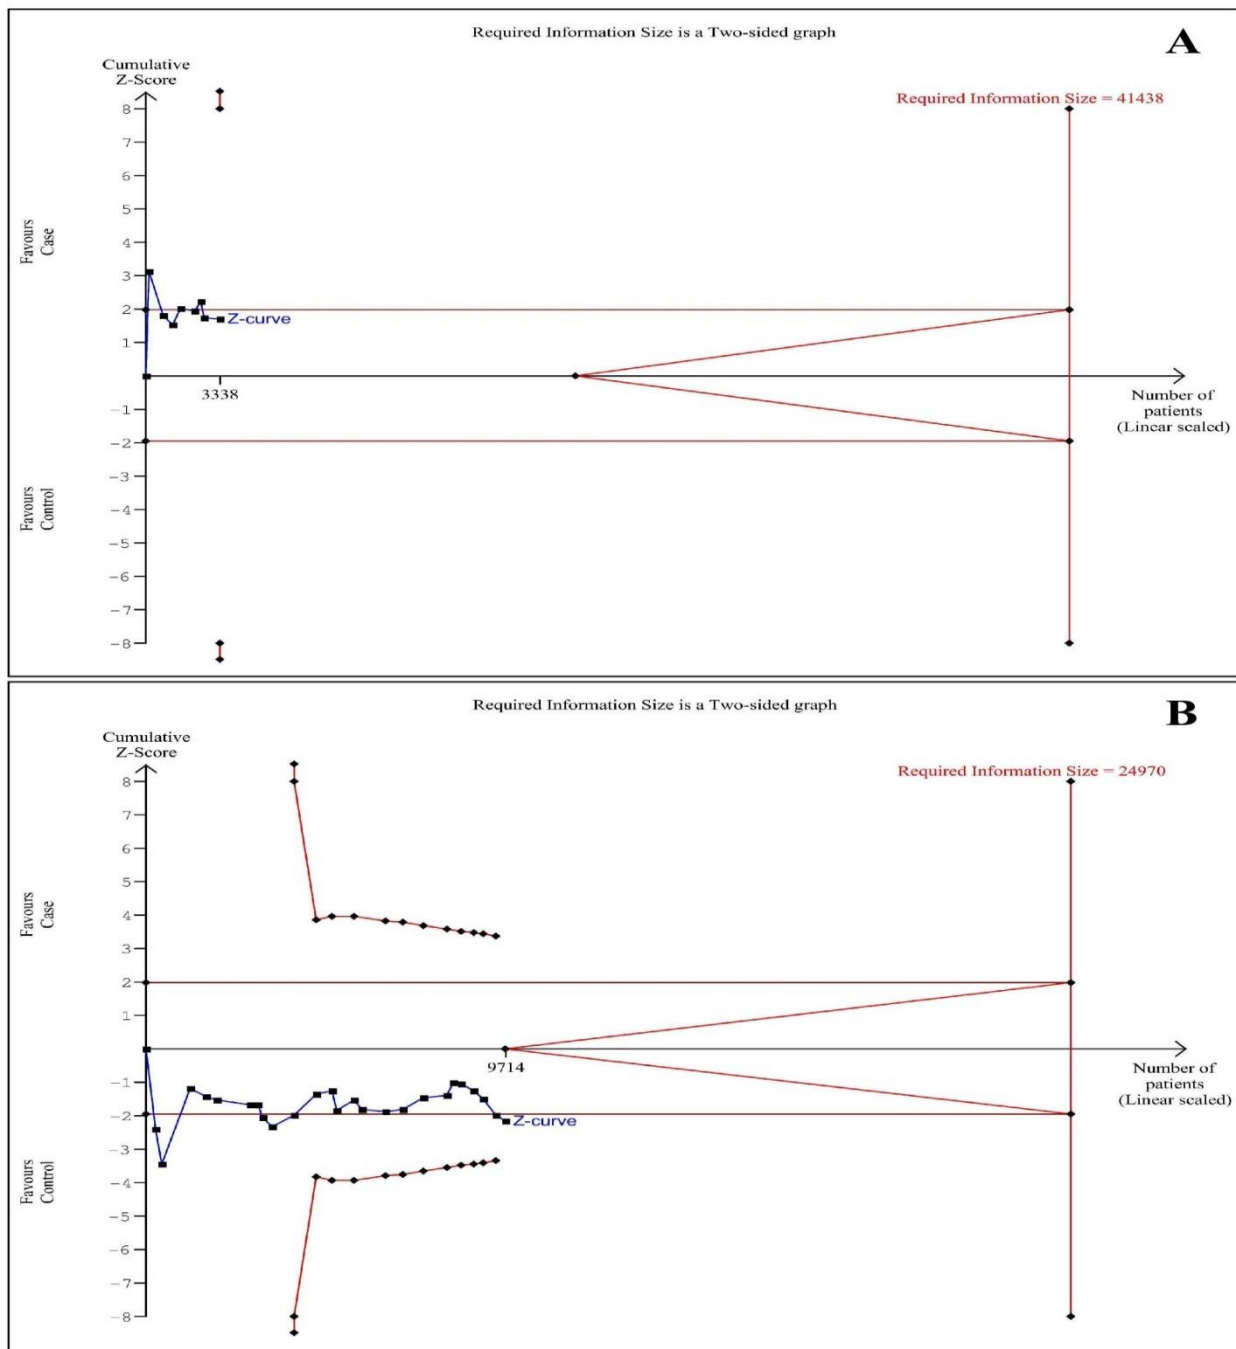 Required Information Size is a Two-sided graph
A
Cumulative
Z-Score
Required Information Size = 41438
8
7
6
5
4
3
2
1
-1
-2
-3
-4
-5
-6
-7
-8
Favours
Case
Favours
Control
Z-curve
3338
Number of
patients
(Linear scaled)
Required Information Size is a Two-sided graph
B
Cumulative
Z-Score
Required Information Size = 24970
8
7
6
5
4
3
2
1
-1
-2
-3
-4
-5
-6
-7
-8
Favours
Case
Favours
Control
9714
Z-curve
Number of
patients
(Linear scaled)